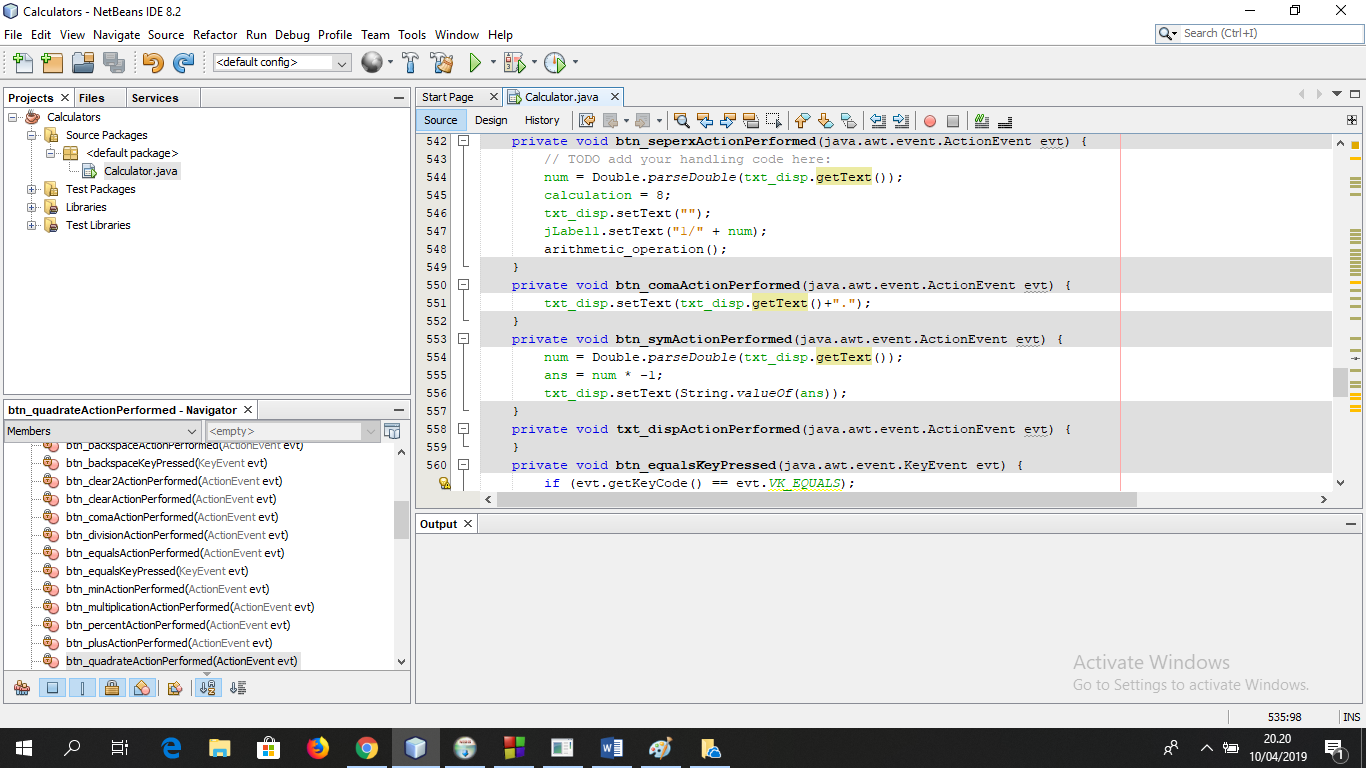 Calculators - NetBeans IDE 8.2
File Edit View Navigate Source Refactor Run Debug Profile Team Tools Window Help
Search (Ctrl+I)
<default config>
Projects
Files
Services
Calculators
Source Packages
<default package>
Calculator.java
Test Packages
Libraries
Test Libraries
Start Page
Calculator.java
Source
Design
History
542 private void btn_seperxActionPerformed(java.awt.event.ActionEvent evt) {
543 // TODO add your handling code here:
544 num = Double.parseDouble(txt_disp.getText());
545 calculation = 8;
546 txt_disp.setText("");
547 jLabel1.setText("1/" + num);
548 arithmetic_operation();
549 }
550 private void btn_comaActionPerformed(java.awt.event.ActionEvent evt) {
551 txt_disp.setText(txt_disp.getText()+".");
552 }
553 private void btn_symActionPerformed(java.awt.event.ActionEvent evt) {
554 num = Double.parseDouble(txt_disp.getText());
555 ans = num * -1;
556 txt_disp.setText(String.valueOf(ans));
557 }
558 private void txt_dispActionPerformed(java.awt.event.ActionEvent evt) {
559 }
560 private void btn_equalsKeyPressed(java.awt.event.KeyEvent evt) {
if (evt.getKeyCode() == evt.VK_EQUALS);
btn_quadrateActionPerformed - Navigator
Members
<empty>
btn_backspaceActionPerformed(ActionEvent evt)
btn_backspaceKeyPressed(KeyEvent evt)
btn_clear2ActionPerformed(ActionEvent evt)
btn_clearActionPerformed(ActionEvent evt)
btn_comaActionPerformed(ActionEvent evt)
btn_divisionActionPerformed(ActionEvent evt)
btn_equalsActionPerformed(ActionEvent evt)
btn_equalsKeyPressed(KeyEvent evt)
btn_minActionPerformed(ActionEvent evt)
btn_multiplicationActionPerformed(ActionEvent evt)
btn_percentActionPerformed(ActionEvent evt)
btn_plusActionPerformed(ActionEvent evt)
btn_quadrateActionPerformed(ActionEvent evt)
Output
Activate Windows
Go to Settings to activate Windows.
535:98
INS
20.20
10/04/2019
1